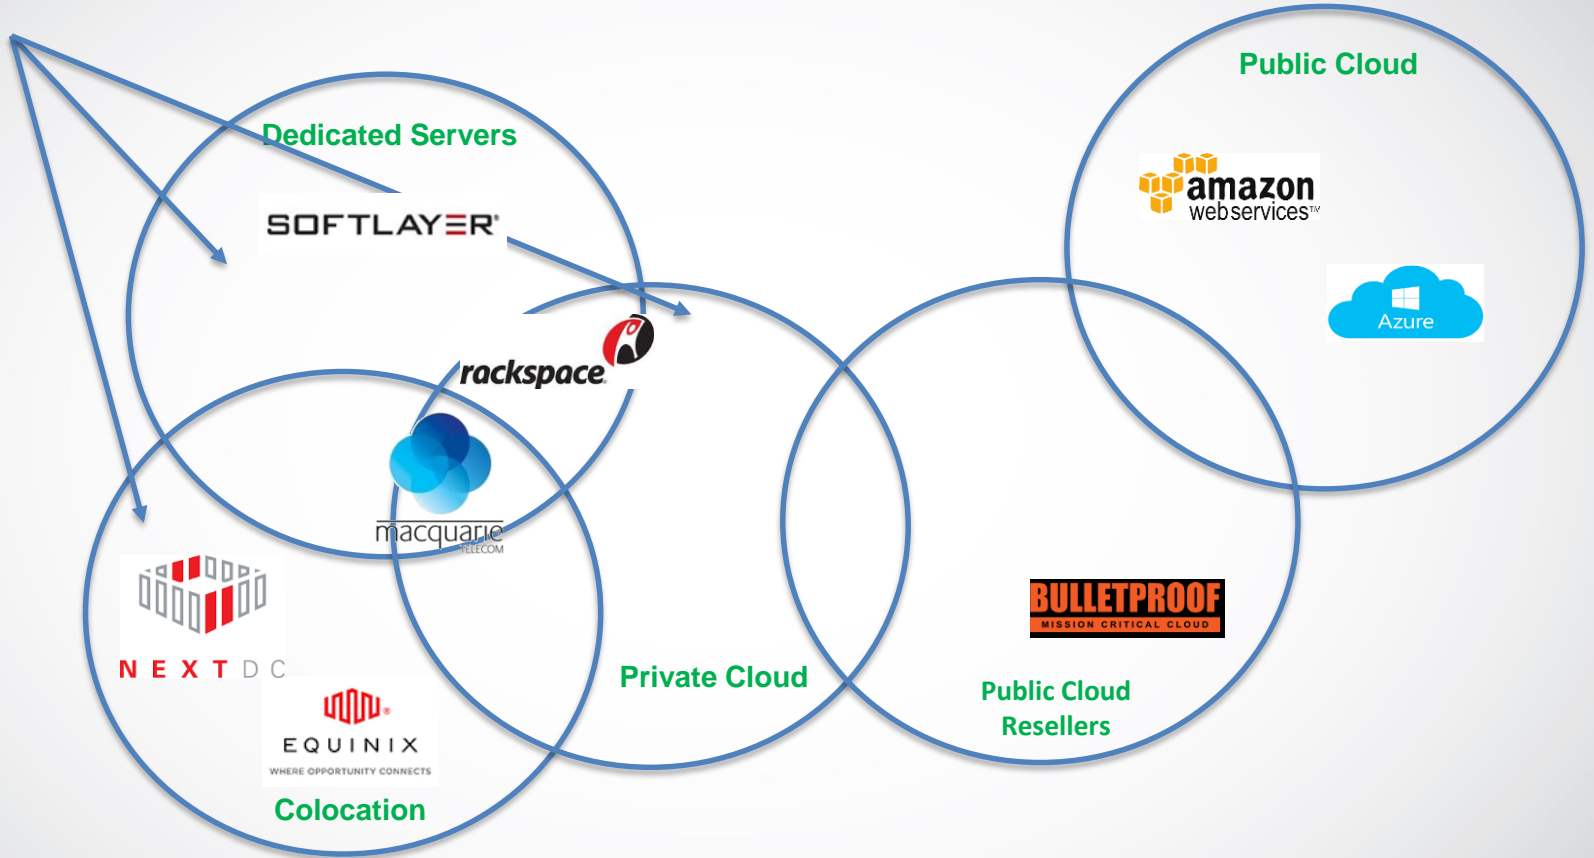 Public Cloud
Dedicated Servers
amazon
webservices™
SOFTLAYER®
Azure
rackspace®
macquarie
TELECOM
BULLETPROOF
MISSION CRITICAL CLOUD
NEXTDC
Private Cloud
Public Cloud
Resellers
®
EQUINIX
WHERE OPPORTUNITY CONNECTS
Colocation